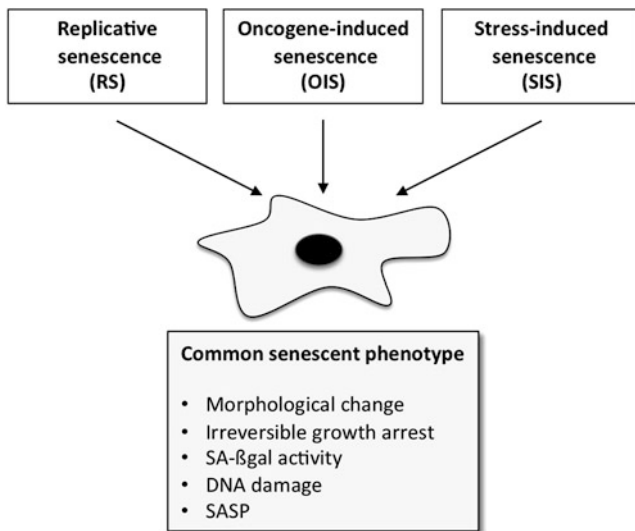 Replicative
senescence
(RS)
Oncogene-induced
senescence
(OIS)
Stress-induced
senescence
(SIS)
Common senescent phenotype
• Morphological change
• Irreversible growth arrest
• SA-ßgal activity
• DNA damage
• SASP